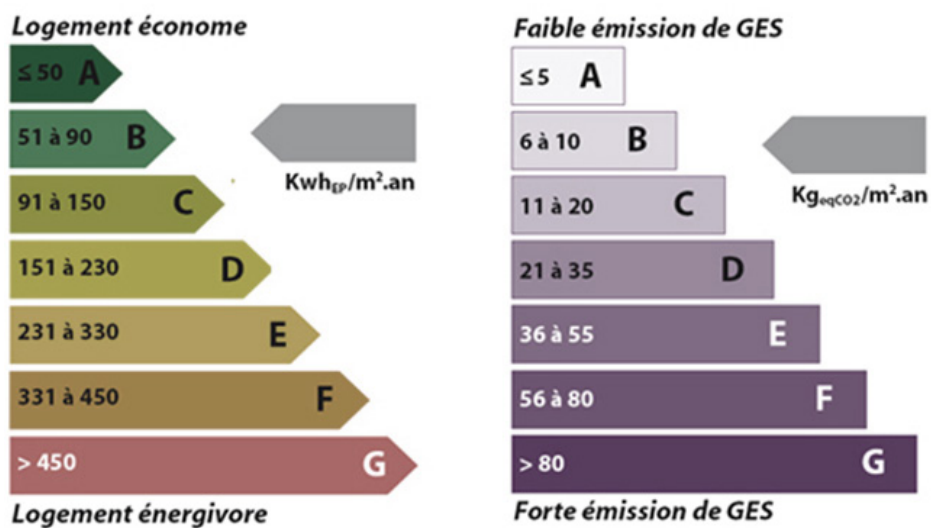 Logement économe
≤ 50 A
51 à 90 B
Kwh_EP/m².an
91 à 150 C
151 à 230 D
231 à 330 E
331 à 450 F
> 450 G
Logement énergivore
Faible émission de GES
≤ 5 A
6 à 10 B
Kg_eqCO2/m².an
11 à 20 C
21 à 35 D
36 à 55 E
56 à 80 F
> 80 G
Forte émission de GES